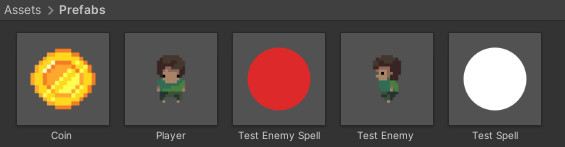 Assets > Prefabs
Coin
Player
Test Enemy Spell
Test Enemy
Test Spell